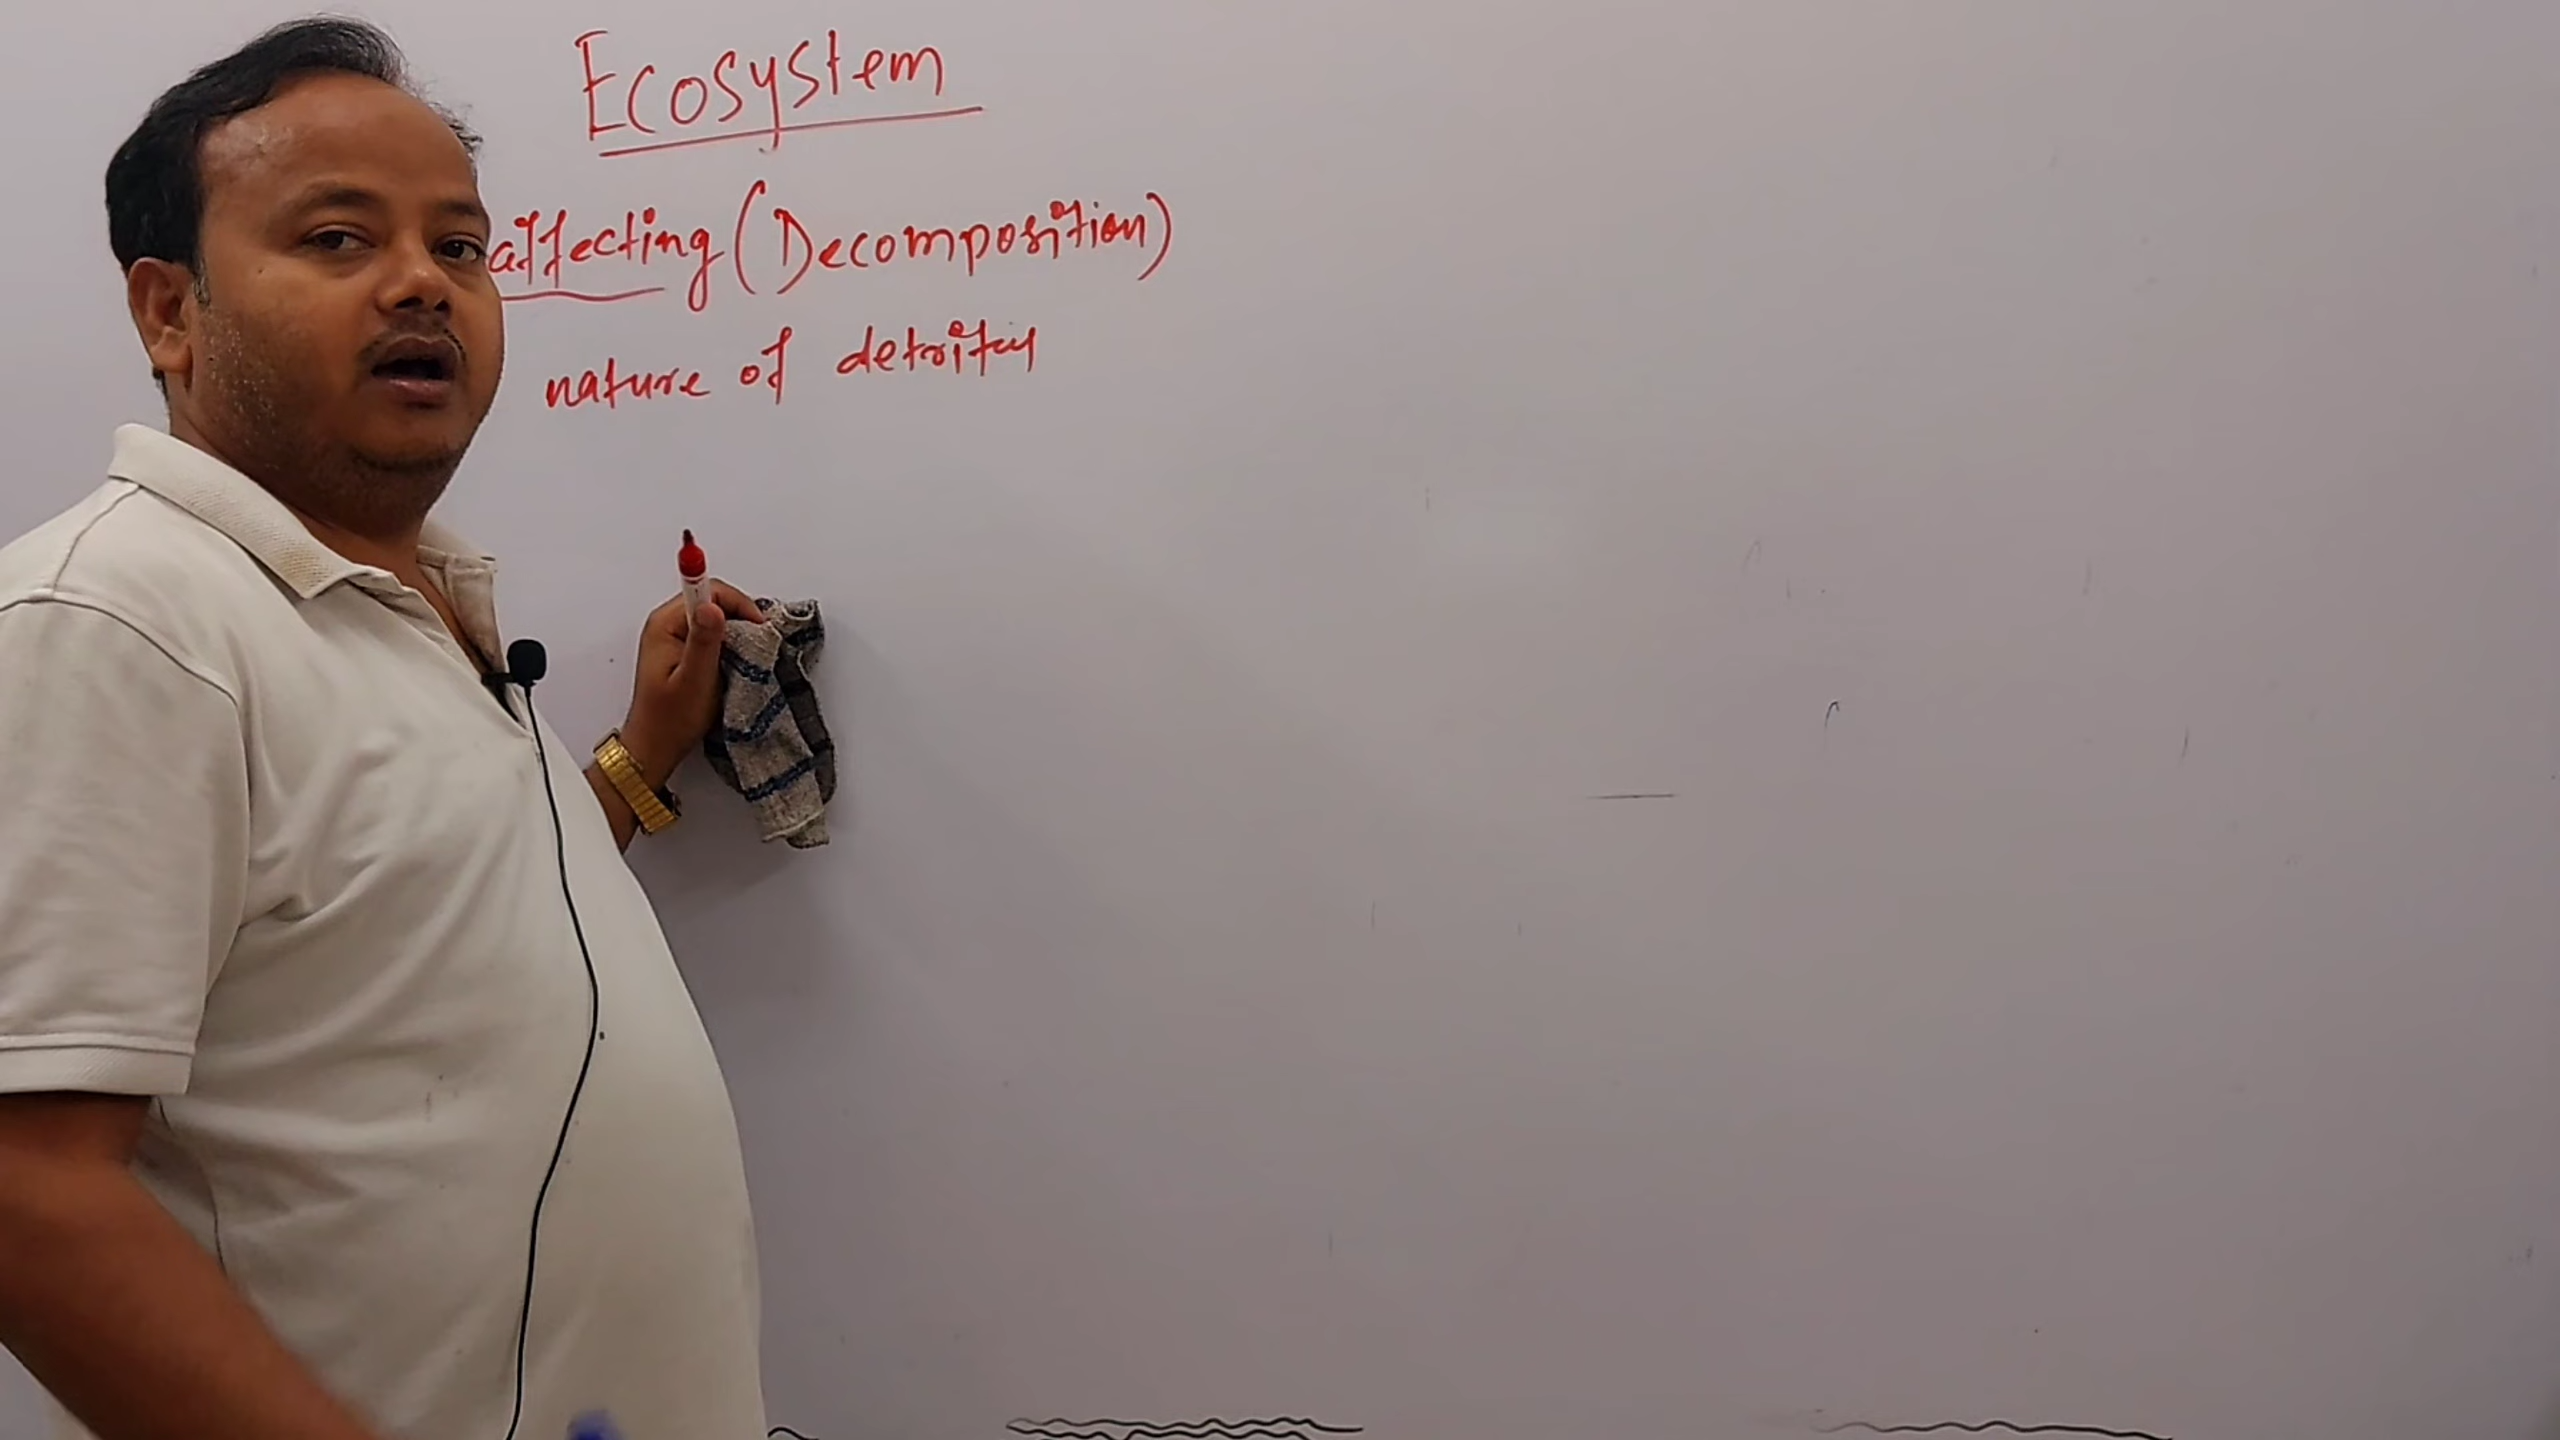 Ecosystem
affecting (Decomposition)
nature of detritus